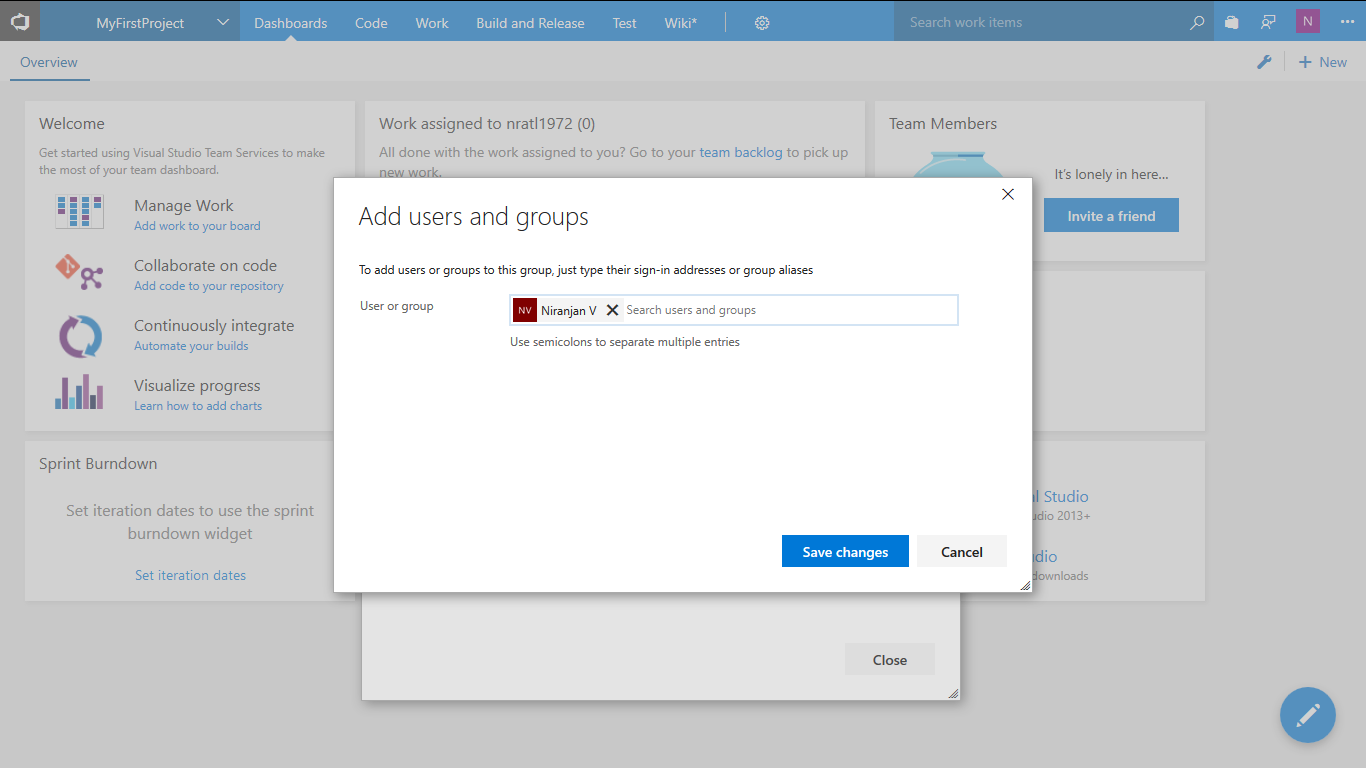 MyFirstProject
Dashboards
Code
Work
Build and Release
Test
Wiki*
Search work items
N
Overview
New
Welcome
Get started using Visual Studio Team Services to make
the most of your team dashboard.
Manage Work
Add work to your board
Collaborate on code
Add code to your repository
Continuously integrate
Automate your builds
Visualize progress
Learn how to add charts
Work assigned to nratl1972 (0)
All done with the work assigned to you? Go to your team backlog to pick up
new work.
Team Members
It's lonely in here...
Invite a friend
Add users and groups
To add users or groups to this group, just type their sign-in addresses or group aliases
User or group
NV
Niranjan V
Search users and groups
Use semicolons to separate multiple entries
Save changes
Cancel
Sprint Burndown
Set iteration dates to use the sprint
burndown widget
Set iteration dates
Studio
2013+
downloads
Close